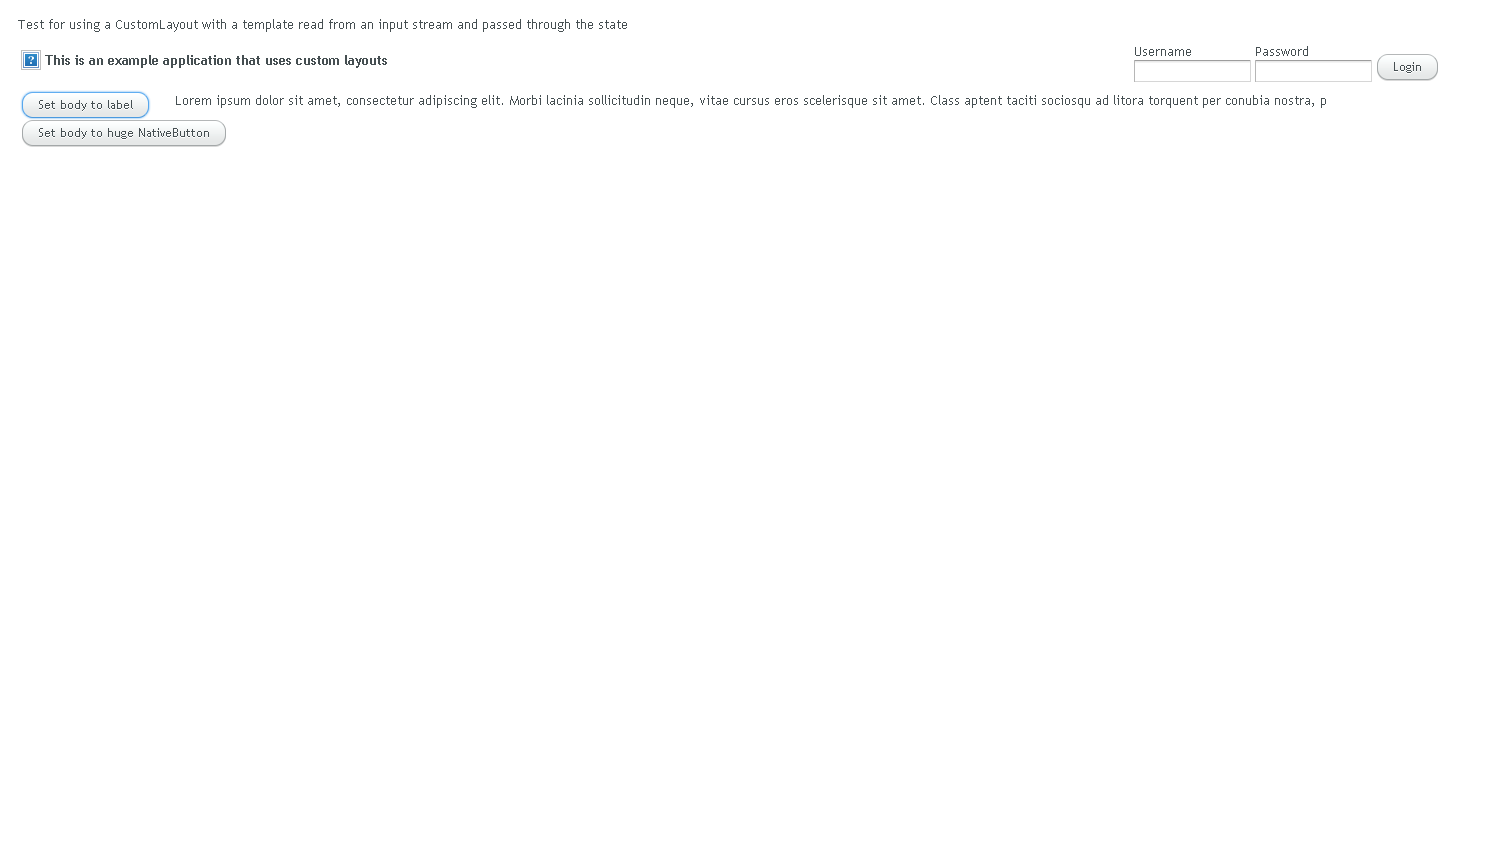 Test for using a CustomLayout with a template read from an input stream and passed through the state
This is an example application that uses custom layouts
Username
Password
Login
Set body to label
Lorem ipsum dolor sit amet, consectetur adipiscing elit. Morbi lacinia sollicitudin neque, vitae cursus eros scelerisque sit amet. Class aptent taciti sociosqu ad litora torquent per conubia nostra, p
Set body to huge NativeButton